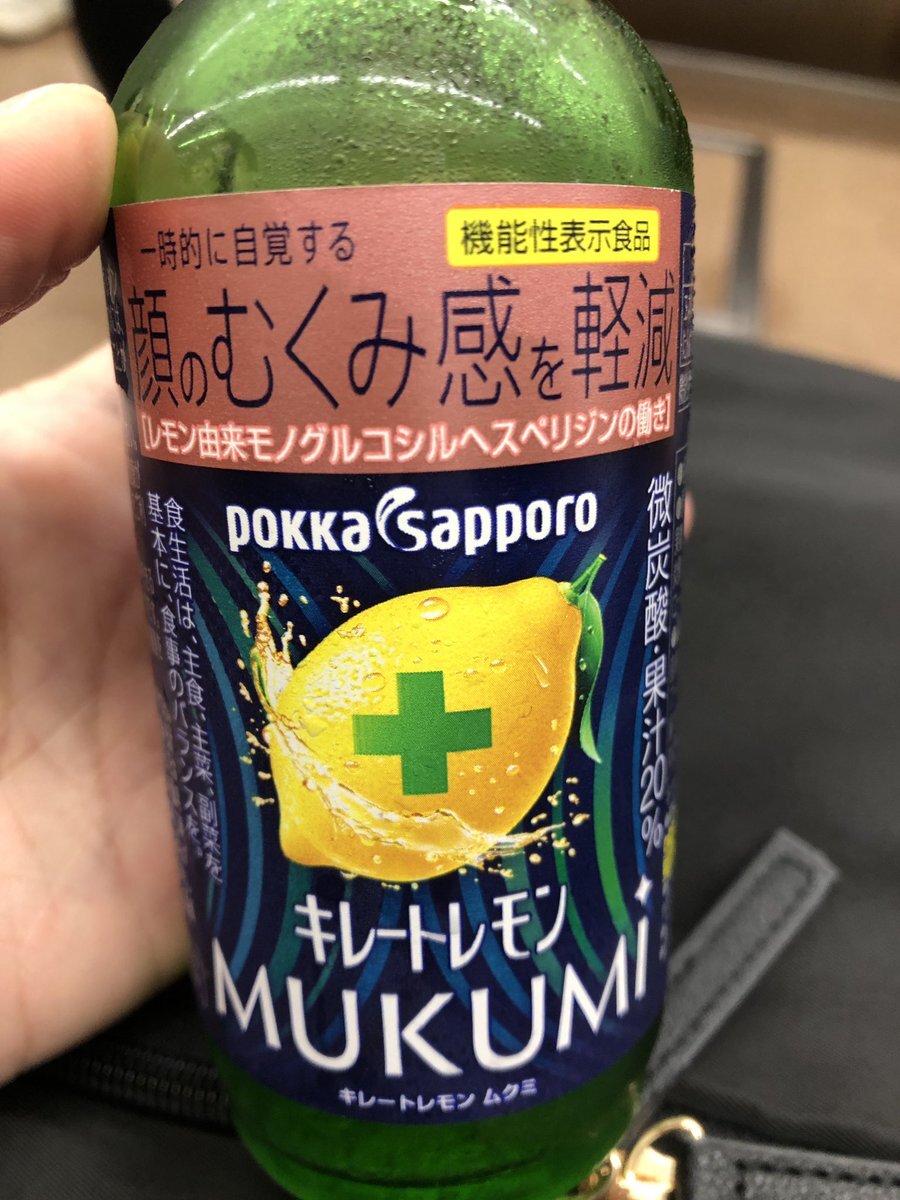 一時的に自覚する
機能性表示食品
顔のむくみ感を軽減
[レモン由来モノグルコシルヘスペリジンの働き]
pokka sapporo
微炭酸・果汁20%
食生活は、主食、主菜、副菜を
基本に、食事のバランスを。
キレートレモン
MUKUMI
キレートレモン ムクミ